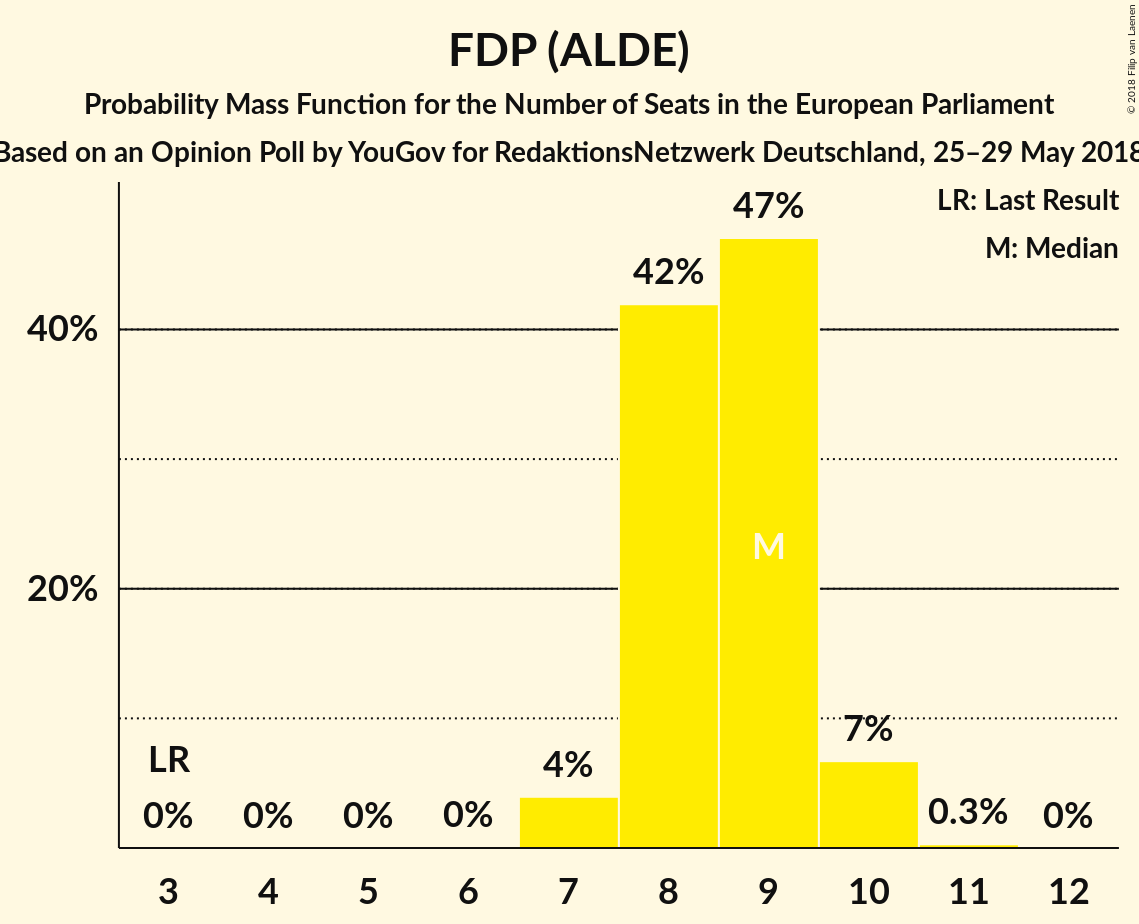 FDP (ALDE)
Probability Mass Function for the Number of Seats in the European Parliament
Based on an Opinion Poll by YouGov for RedaktionsNetzwerk Deutschland, 25–29 May 2018
© 2018 Filip van Laenen
LR: Last Result
M: Median
47%
42%
40%
M
20%
7%
LR
4%
0% 0% 0% 0% 0.3% 0%
3 4 5 6 7 8 9 10 11 12